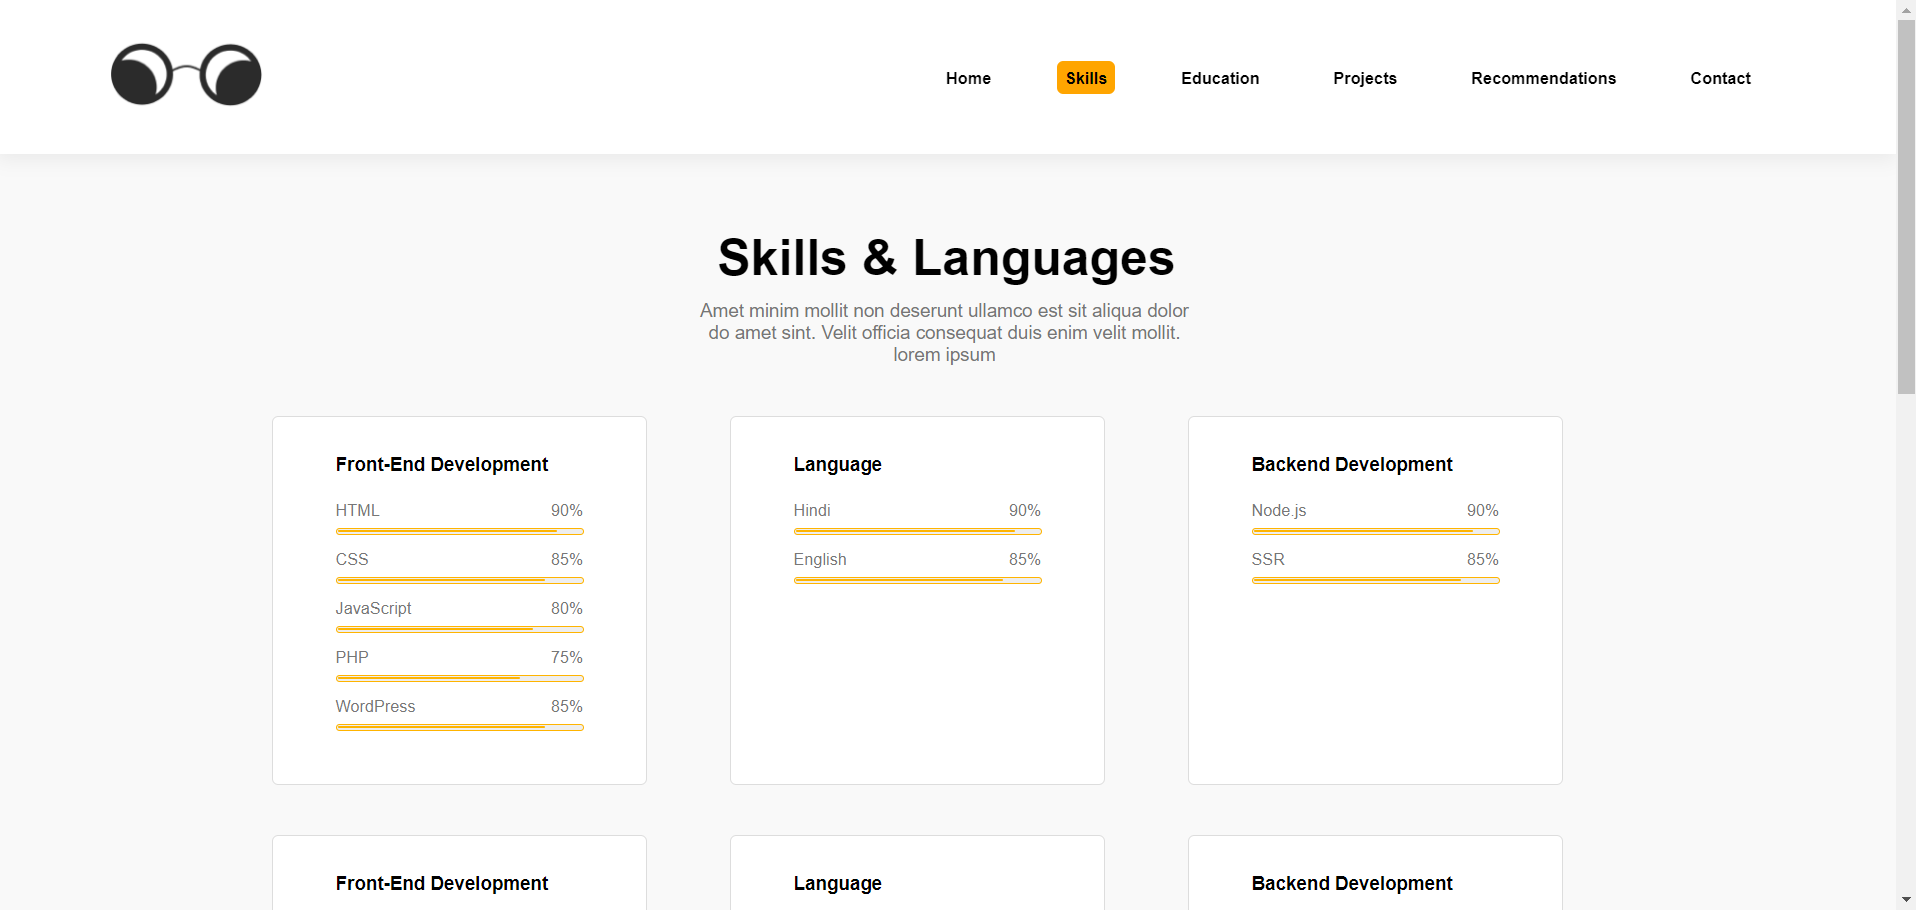 Home Skills Education Projects Recommendations Contact
Skills & Languages
Amet minim mollit non deserunt ullamco est sit aliqua dolor
do amet sint. Velit officia consequat duis enim velit mollit.
lorem ipsum
Front-End Development
HTML 90%
CSS 85%
JavaScript 80%
PHP 75%
WordPress 85%
Language
Hindi 90%
English 85%
Backend Development
Node.js 90%
SSR 85%
Front-End Development
Language
Backend Development